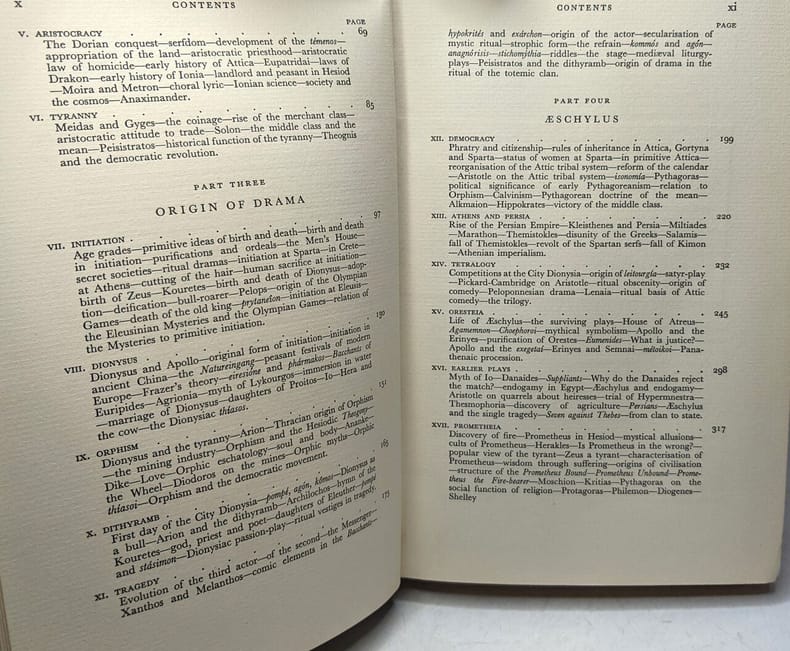 x
CONTENTS
PAGE
V. ARISTOCRACY . . . . . . . 69
The Dorian conquest—serfdom—development of the témenos—
appropriation of the land—aristocratic priesthood—aristocratic
law of homicide—early history of Attica—Eupatridai—laws of
Drakon—early history of Ionia—landlord and peasant in Hesiod
—Moira and Metron—choral lyric—Ionian science—society and
the cosmos—Anaximander.
VI. TYRANNY . . . . . . . 85
Meidas and Gyges—the coinage—rise of the merchant class—
aristocratic attitude to trade—Solon—the middle class and the
mean—Peisistratos—historical function of the tyranny—Theognis
and the democratic revolution.
PART THREE
ORIGIN OF DRAMA
VII. INITIATION . . . . . . . 97
Age grades—primitive ideas of birth and death—birth and death
in initiation—purifications and ordeals—the Men's House—
secret societies—ritual dramas—initiation at Sparta—in Crete—
at Athens—cutting of the hair—human sacrifice at initiation—
birth of Zeus—Kouretes—birth and death of Dionysus—adop-
tion—deification—bull-roarer—Pelops—origin of the Olympian
Games—death of the old king—prytaneîon—initiation at Eleusis—
the Eleusinian Mysteries and the Olympian Games—relation of
the Mysteries to primitive initiation.
VIII. DIONYSUS . . . . . . . 130
Dionysus and Apollo—original form of initiation—initiation in
ancient China—the Natureingang—peasant festivals of modern
Europe—Frazer's theory—eiresióne and phármakos—Bacchants of
Euripides—Agrionia—myth of Lykourgos—immersion in water
—marriage of Dionysus—daughters of Proitos—Io—Hera and
the cow—the Dionysiac thíasos.
IX. ORPHISM . . . . . . . 151
Dionysus and the tyranny—Arion—Thracian origin of Orphism
—the mining industry—Orphism and the Hesiodic Theogony—
Dike—Love—Orphic eschatology—soul and body—Ananke—
the Wheel—Diodoros on the mines—Orphic myths—Orphic
thíasoi—Orphism and the democratic movement.
X. DITHYRAMB . . . . . . . 165
First day of the City Dionysia—pompé, agón, kômos—Dionysus as
a bull—Arion and the dithyramb—Archilochos—hymn of the
Kouretes—god, priest and poet—daughters of Eleuther—pompé
and stásimon—Dionysiac passion-play—ritual vestiges in tragedy.
XI. TRAGEDY . . . . . . . 175
Evolution of the third actor—of the second—the Messenger—
Xanthos and Melanthos—comic elements in the Bacchants—
CONTENTS
xi
PAGE
hypokrités and exárchon—origin of the actor—secularisation of
mystic ritual—strophic form—the refrain—kommós and agón—
anagnórisis—stichomythía—riddles—the stage—mediæval liturgy-
plays—Peisistratos and the dithyramb—origin of drama in the
ritual of the totemic clan.
PART FOUR
ÆSCHYLUS
XII. DEMOCRACY . . . . . . . 199
Phratry and citizenship—rules of inheritance in Attica, Gortyna
and Sparta—status of women at Sparta—in primitive Attica—
reorganisation of the Attic tribal system—reform of the calendar
—Aristotle on the Attic tribal system—isonomía—Pythagoras—
political significance of early Pythagoreanism—relation to
Orphism—Calvinism—Pythagorean doctrine of the mean—
Alkmaion—Hippokrates—victory of the middle class.
XIII. ATHENS AND PERSIA . . . . . . . 220
Rise of the Persian Empire—Kleisthenes and Persia—Miltiades
—Marathon—Themistokles—disunity of the Greeks—Salamis—
fall of Themistokles—revolt of the Spartan serfs—fall of Kimon
—Athenian imperialism.
XIV. TETRALOGY . . . . . . . 232
Competitions at the City Dionysia—origin of leitourgía—satyr-play
—Pickard-Cambridge on Aristotle—ritual obscenity—origin of
comedy—Peloponnesian drama—Lenaia—ritual basis of Attic
comedy—the trilogy.
XV. ORESTEIA . . . . . . . 245
Life of Æschylus—the surviving plays—House of Atreus—
Agamemnon—Choephoroi—mythical symbolism—Apollo and the
Erinyes—purification of Orestes—Eumenides—What is justice?—
Apollo and the exegetaí—Erinyes and Semnai—métoikoi—Pana-
thenaic procession.
XVI. EARLIER PLAYS . . . . . . . 298
Myth of Io—Danaides—Suppliants—Why do the Danaides reject
the match?—endogamy in Egypt—Æschylus and endogamy—
Aristotle on quarrels about heiresses—trial of Hypermnestra—
Thesmophoria—discovery of agriculture—Persians—Æschylus
and the single tragedy—Seven against Thebes—from clan to state.
XVII. PROMETHEIA . . . . . . . 317
Discovery of fire—Prometheus in Hesiod—mystical allusions—
cults of Prometheus—Herakles—Is Prometheus in the wrong?—
popular view of the tyrant—Zeus a tyrant—characterisation of
Prometheus—wisdom through suffering—origins of civilisation
—structure of the Prometheus Bound—Prometheus Unbound—Prome-
theus the Fire-bearer—Moschion—Kritias—Pythagoras on the
social function of religion—Protagoras—Philemon—Diogenes—
Shelley